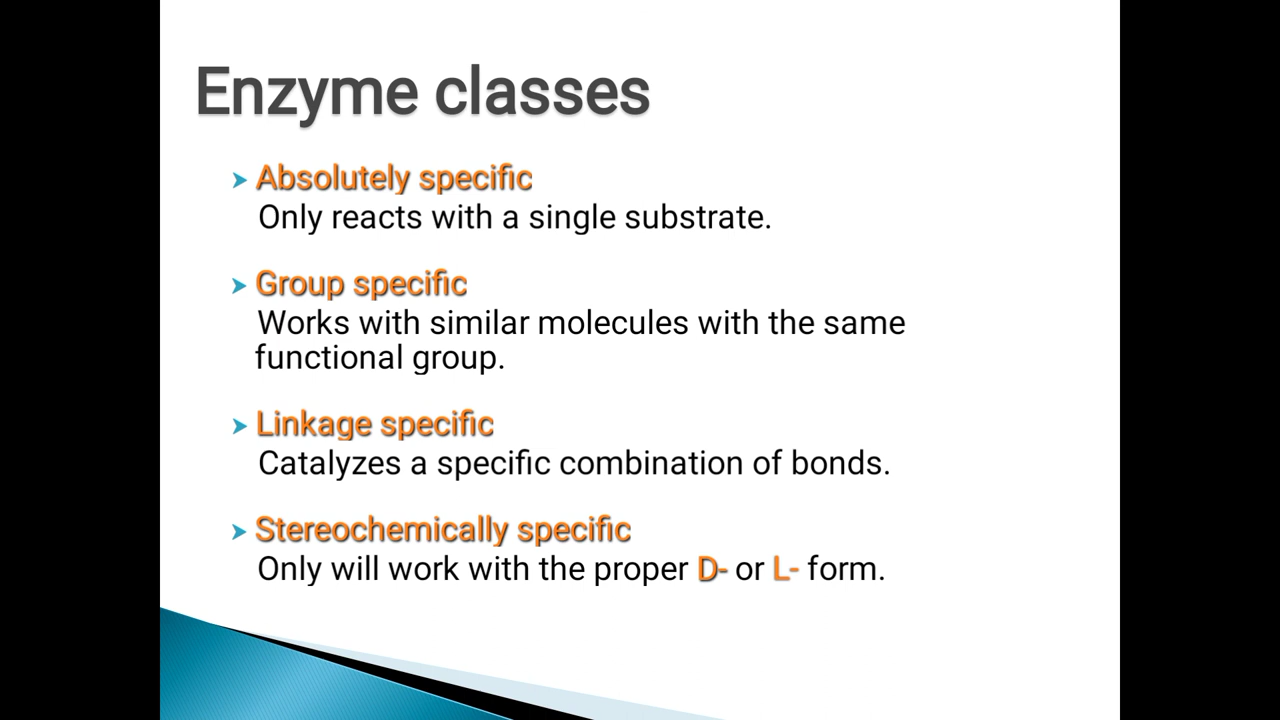 Enzyme classes
Absolutely specific
Only reacts with a single substrate.
Group specific
Works with similar molecules with the same
functional group.
Linkage specific
Catalyzes a specific combination of bonds.
Stereochemically specific
Only will work with the proper D- or L- form.